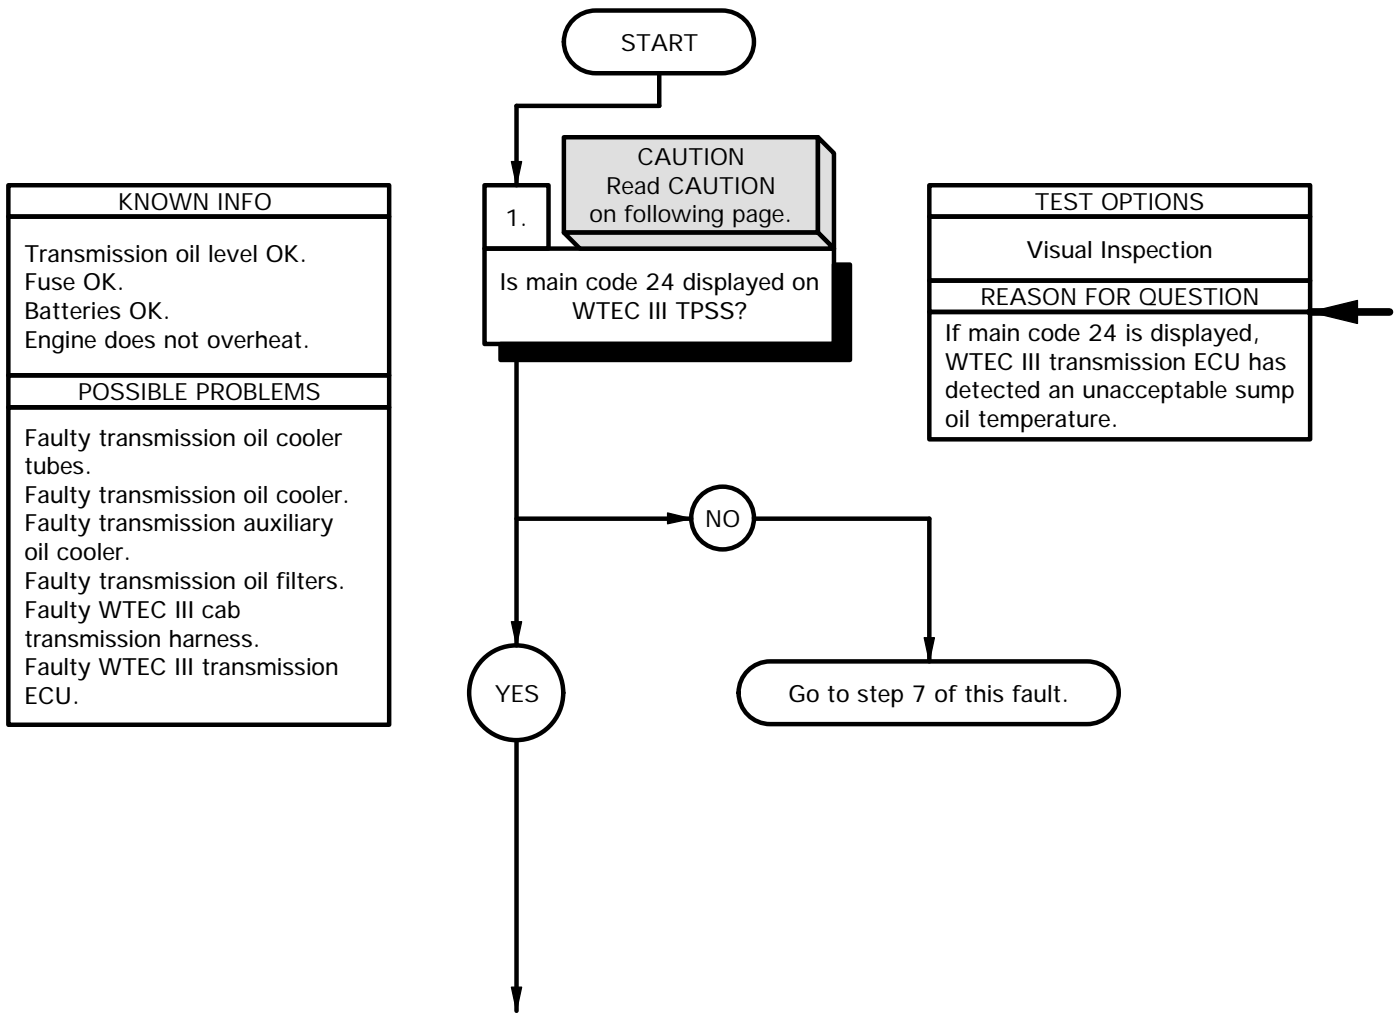 START
CAUTION
Read CAUTION
on following page.
1.
Is main code 24 displayed on
WTEC III TPSS?
KNOWN INFO
Transmission oil level OK.
Fuse OK.
Batteries OK.
Engine does not overheat.
POSSIBLE PROBLEMS
Faulty transmission oil cooler
tubes.
Faulty transmission oil cooler.
Faulty transmission auxiliary
oil cooler.
Faulty transmission oil filters.
Faulty WTEC III cab
transmission harness.
Faulty WTEC III transmission
ECU.
TEST OPTIONS
Visual Inspection
REASON FOR QUESTION
If main code 24 is displayed,
WTEC III transmission ECU has
detected an unacceptable sump
oil temperature.
NO
YES
Go to step 7 of this fault.